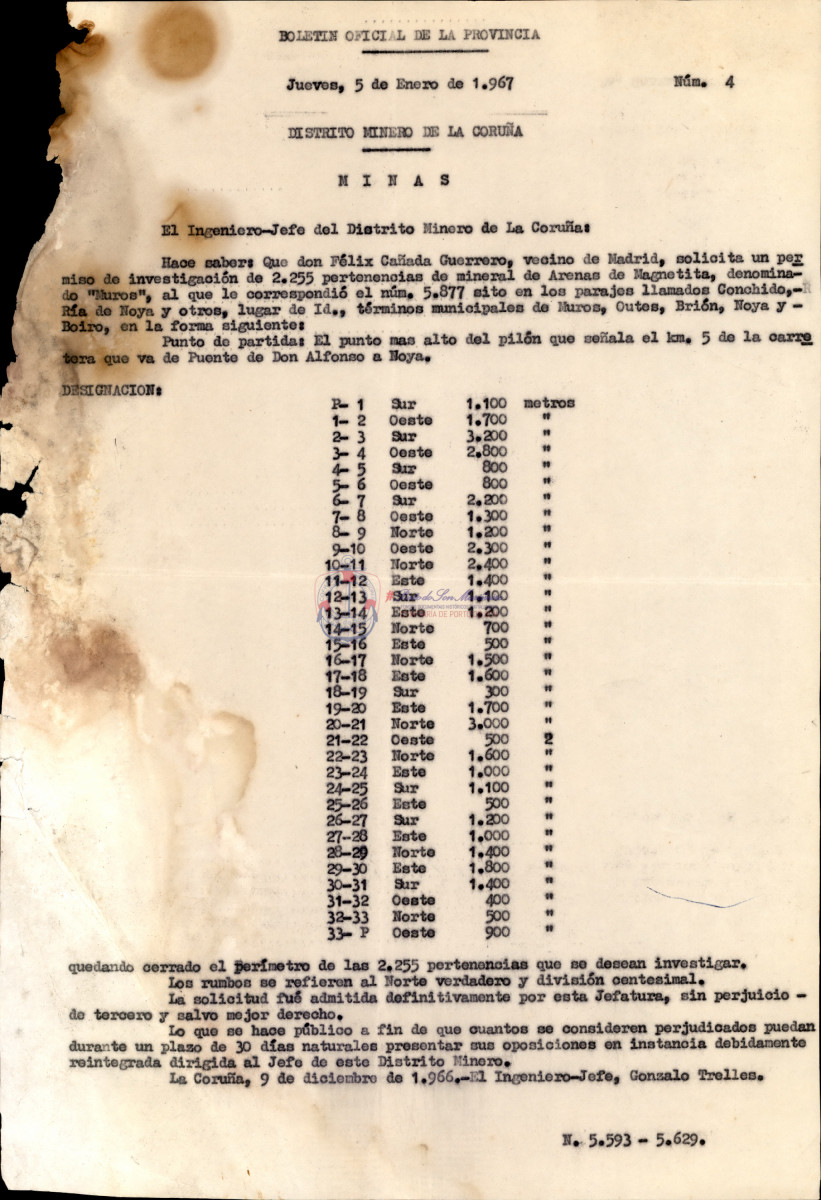 BOLETIN OFICIAL DE LA PROVINCIA
Jueves, 5 de Enero de 1.967 Núm. 4
DISTRITO MINERO DE LA CORUÑA
M I N A S
El Ingeniero-Jefe del Distrito Minero de La Coruña:
Hace saber: Que don Félix Cañada Guerrero, vecino de Madrid, solicita un per
miso de investigación de 2.255 pertenencias de mineral de Arenas de Magnetita, denomina-
do "Muros", al que le correspondió el núm. 5.877 sito en los parajes llamados Conchido,-
Ría de Noya y otros, lugar de Id., términos municipales de Muros, Outes, Brión, Noya y -
Boiro, en la forma siguiente:
Punto de partida: El punto mas alto del pilón que señala el km. 5 de la carre
tera que va de Puente de Don Alfonso a Noya.
DESIGNACION:
P- 1 Sur 1.100 metros
1- 2 Oeste 1.700 "
2- 3 Sur 3.200 "
3- 4 Oeste 2.800 "
4- 5 Sur 800 "
5- 6 Oeste 800 "
6- 7 Sur 2.200 "
7- 8 Oeste 1.300 "
8- 9 Norte 1.200 "
9-10 Oeste 2.300 "
10-11 Norte 2.400 "
11-12 Este 1.400 "
12-13 Sur 1.100 "
13-14 Este 1.200 "
14-15 Norte 700 "
15-16 Este 500 "
16-17 Norte 1.500 "
17-18 Este 1.600 "
18-19 Sur 300 "
19-20 Este 1.700 "
20-21 Norte 3.000 "
21-22 Oeste 500 2
22-23 Norte 1.600 "
23-24 Este 1.000 "
24-25 Sur 1.100 "
25-26 Este 500 "
26-27 Sur 1.200 "
27-28 Este 1.000 "
28-29 Norte 1.400 "
29-30 Este 1.800 "
30-31 Sur 1.400 "
31-32 Oeste 400 "
32-33 Norte 500 "
33- P Oeste 900 "
quedando cerrado el perímetro de las 2.255 pertenencias que se desean investigar.
Los rumbos se refieren al Norte verdadero y división centesimal.
La solicitud fué admitida definitivamente por esta Jefatura, sin perjuicio -
de tercero y salvo mejor derecho.
Lo que se hace público a fin de que cuantos se consideren perjudicados puedan
durante un plazo de 30 días naturales presentar sus oposiciones en instancia debidamente
reintegrada dirigida al Jefe de este Distrito Minero.
La Coruña, 9 de diciembre de 1.966.-El Ingeniero-Jefe, Gonzalo Trelles.
N. 5.593 - 5.629.